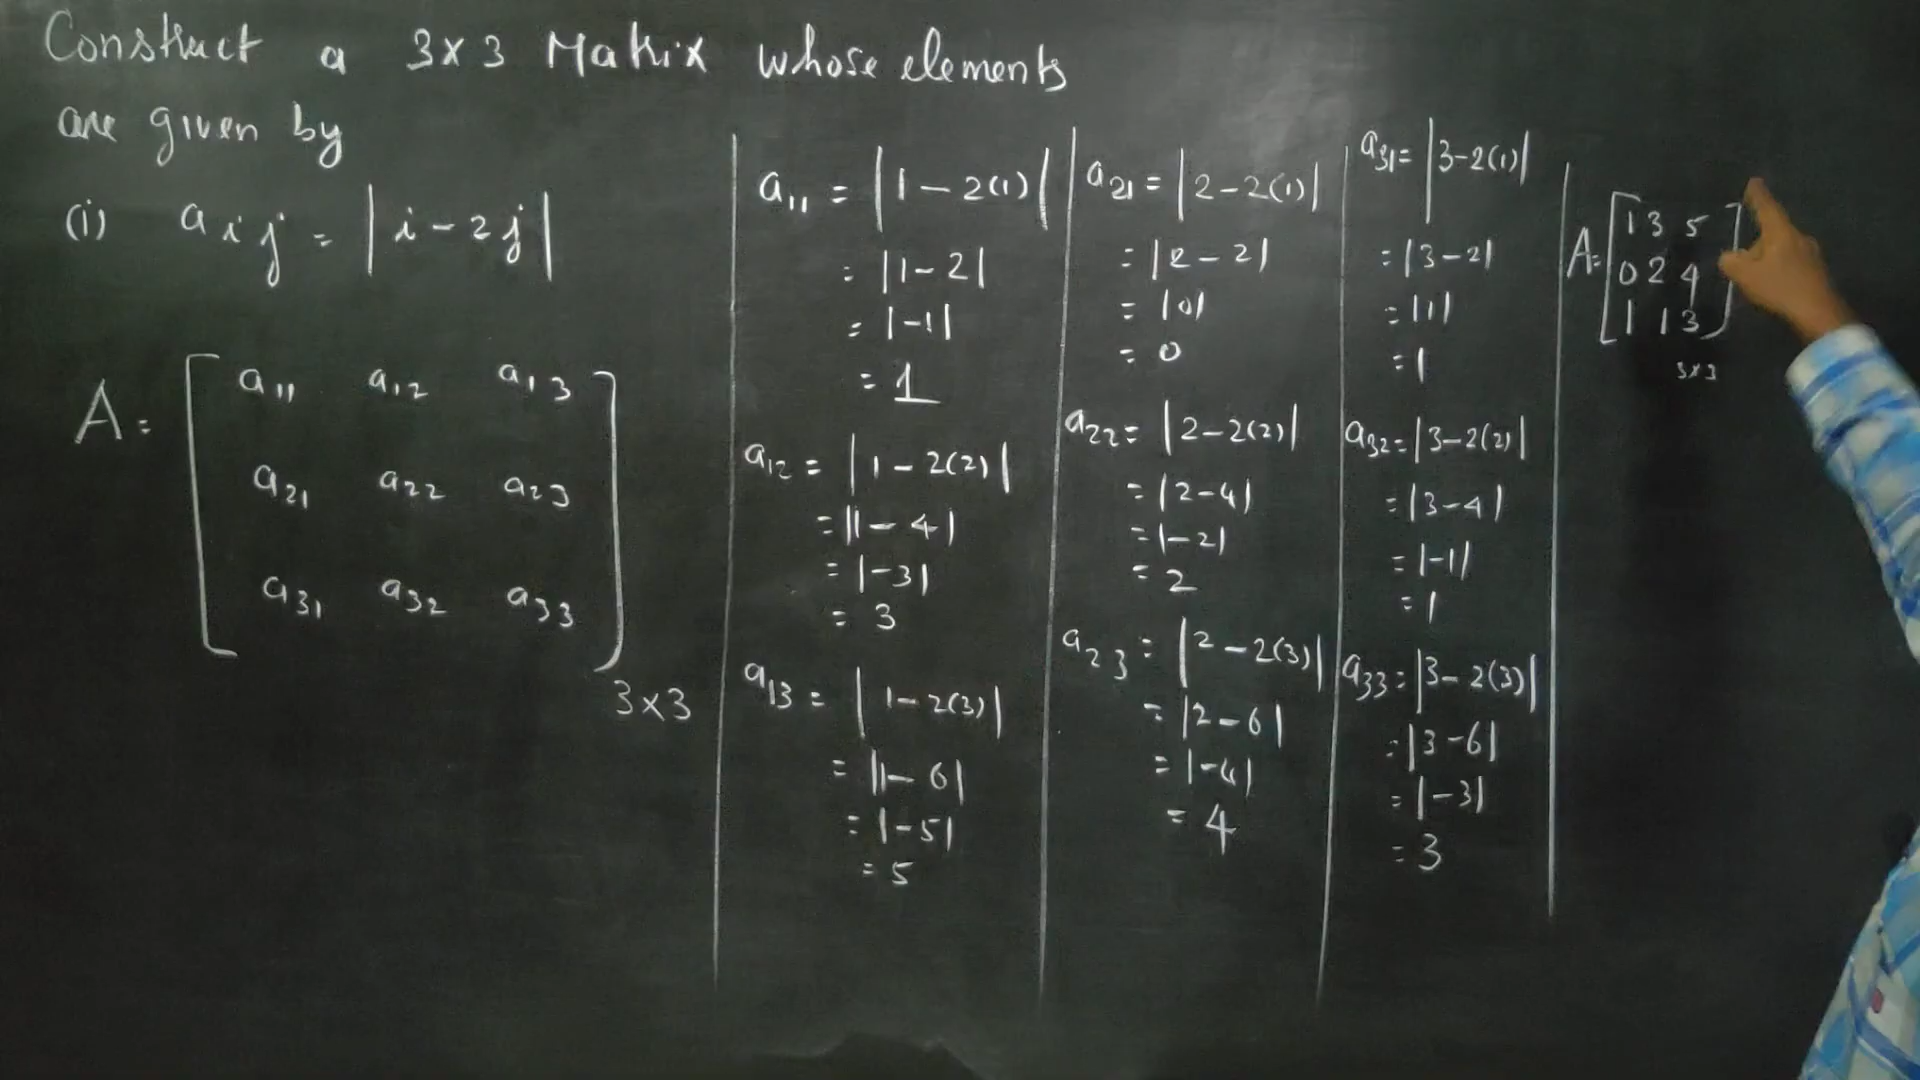 Construct a 3×3 Matrix whose elements
are given by
(i) aij = |i-2j|
A = [ a11 a12 a13
a21 a22 a23
a31 a32 a33 ] 3×3
a11 = |1-2(1)|
= |1-2|
= |-1|
= 1
a12 = |1-2(2)|
= |1-4|
= |-3|
= 3
a13 = |1-2(3)|
= |1-6|
= |-5|
= 5
a21 = |2-2(1)|
= |2-2|
= |0|
= 0
a22 = |2-2(2)|
= |2-4|
= |-2|
= 2
a23 = |2-2(3)|
= |2-6|
= |-4|
= 4
a31 = |3-2(1)|
= |3-2|
= |1|
= 1
a32 = |3-2(2)|
= |3-4|
= |-1|
= 1
a33 = |3-2(3)|
= |3-6|
= |-3|
= 3
A = [ 1 3 5
0 2 4
1 1 3 ]
3×3